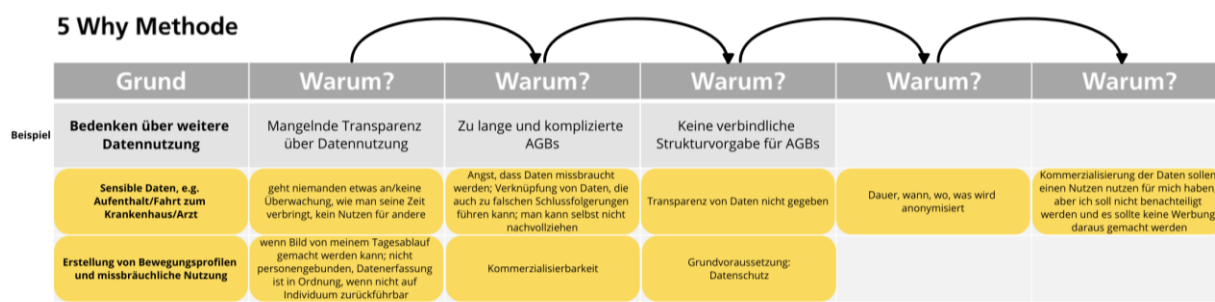 5 Why Methode
Grund
Warum?
Warum?
Warum?
Warum?
Warum?
Beispiel
Bedenken über weitere
Datennutzung
Mangelnde Transparenz
über Datennutzung
Zu lange und komplizierte
AGBs
Keine verbindliche
Strukturvorgabe für AGBs
Sensible Daten, e.g.
Aufenthalt/Fahrt zum
Krankenhaus/Arzt
geht niemanden etwas an/keine
Überwachung, wie man seine Zeit
verbringt, kein Nutzen für andere
Angst, dass Daten missbraucht
werden; Verknüpfung von Daten, die
auch zu falschen Schlussfolgerungen
führen kann; man kann selbst nicht
nachvollziehen
Transparenz von Daten nicht gegeben
Dauer, wann, wo, was wird
anonymisiert
Kommerzialisierung der Daten sollen
einen Nutzen nutzen für mich haben,
aber ich soll nicht benachteiligt
werden und es sollte keine Werbung
daraus gemacht werden
Erstellung von Bewegungsprofilen
und missbräuchliche Nutzung
wenn Bild von meinem Tagesablauf
gemacht werden kann; nicht
personengebunden, Datenerfassung
ist in Ordnung, wenn nicht auf
Individuum zurückführbar
Kommerzialisierbarkeit
Grundvoraussetzung:
Datenschutz